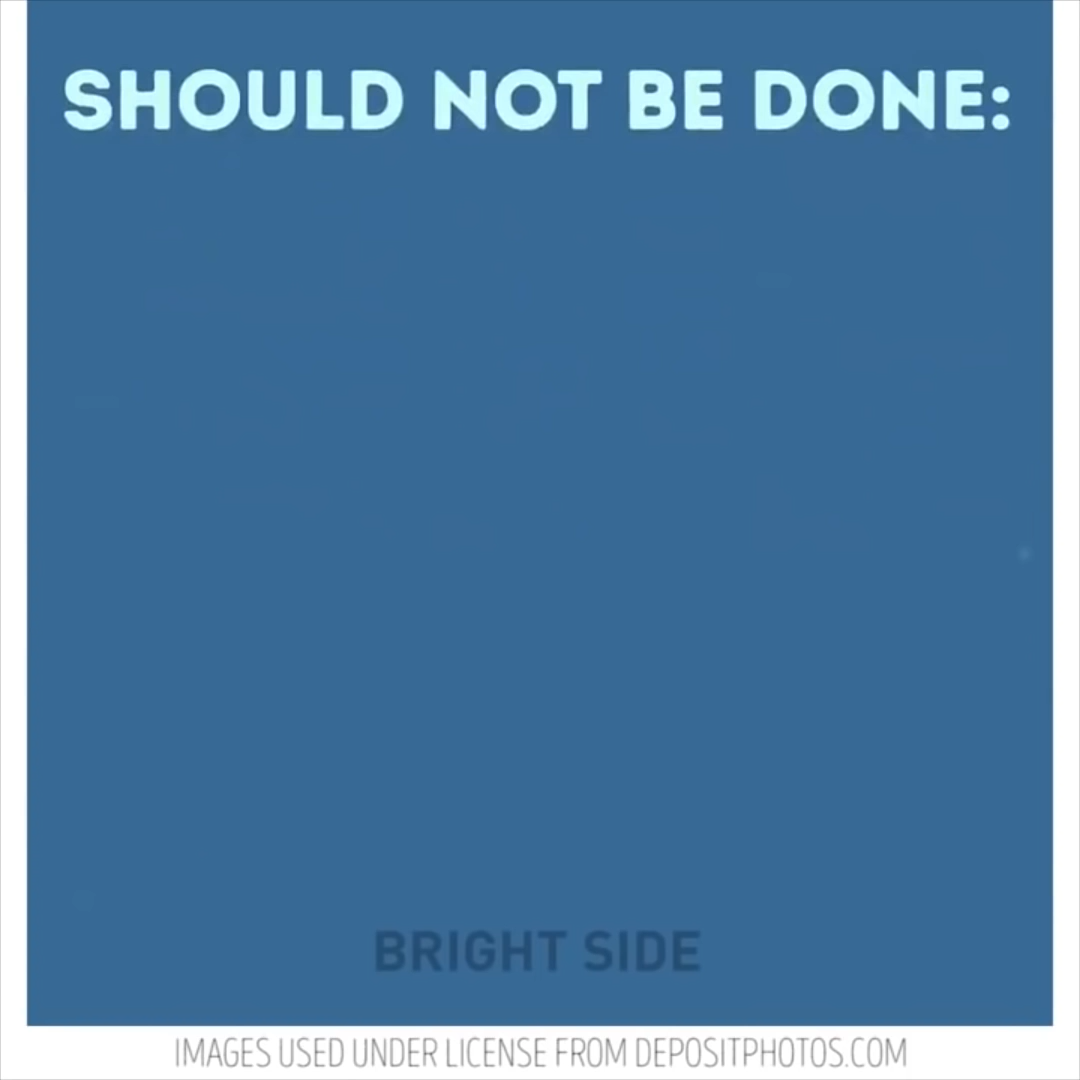 SHOULD NOT BE DONE:
BRIGHT SIDE
IMAGES USED UNDER LICENSE FROM DEPOSITPHOTOS.COM